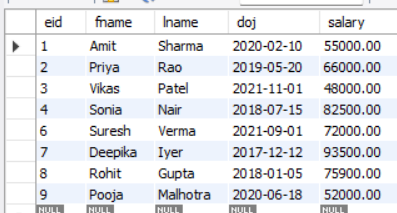 eid fname lname doj salary
1 Amit Sharma 2020-02-10 55000.00
2 Priya Rao 2019-05-20 66000.00
3 Vikas Patel 2021-11-01 48000.00
4 Sonia Nair 2018-07-15 82500.00
6 Suresh Verma 2021-09-01 72000.00
7 Deepika Iyer 2017-12-12 93500.00
8 Rohit Gupta 2018-01-05 75900.00
9 Pooja Malhotra 2020-06-18 52000.00
NULL NULL NULL NULL NULL